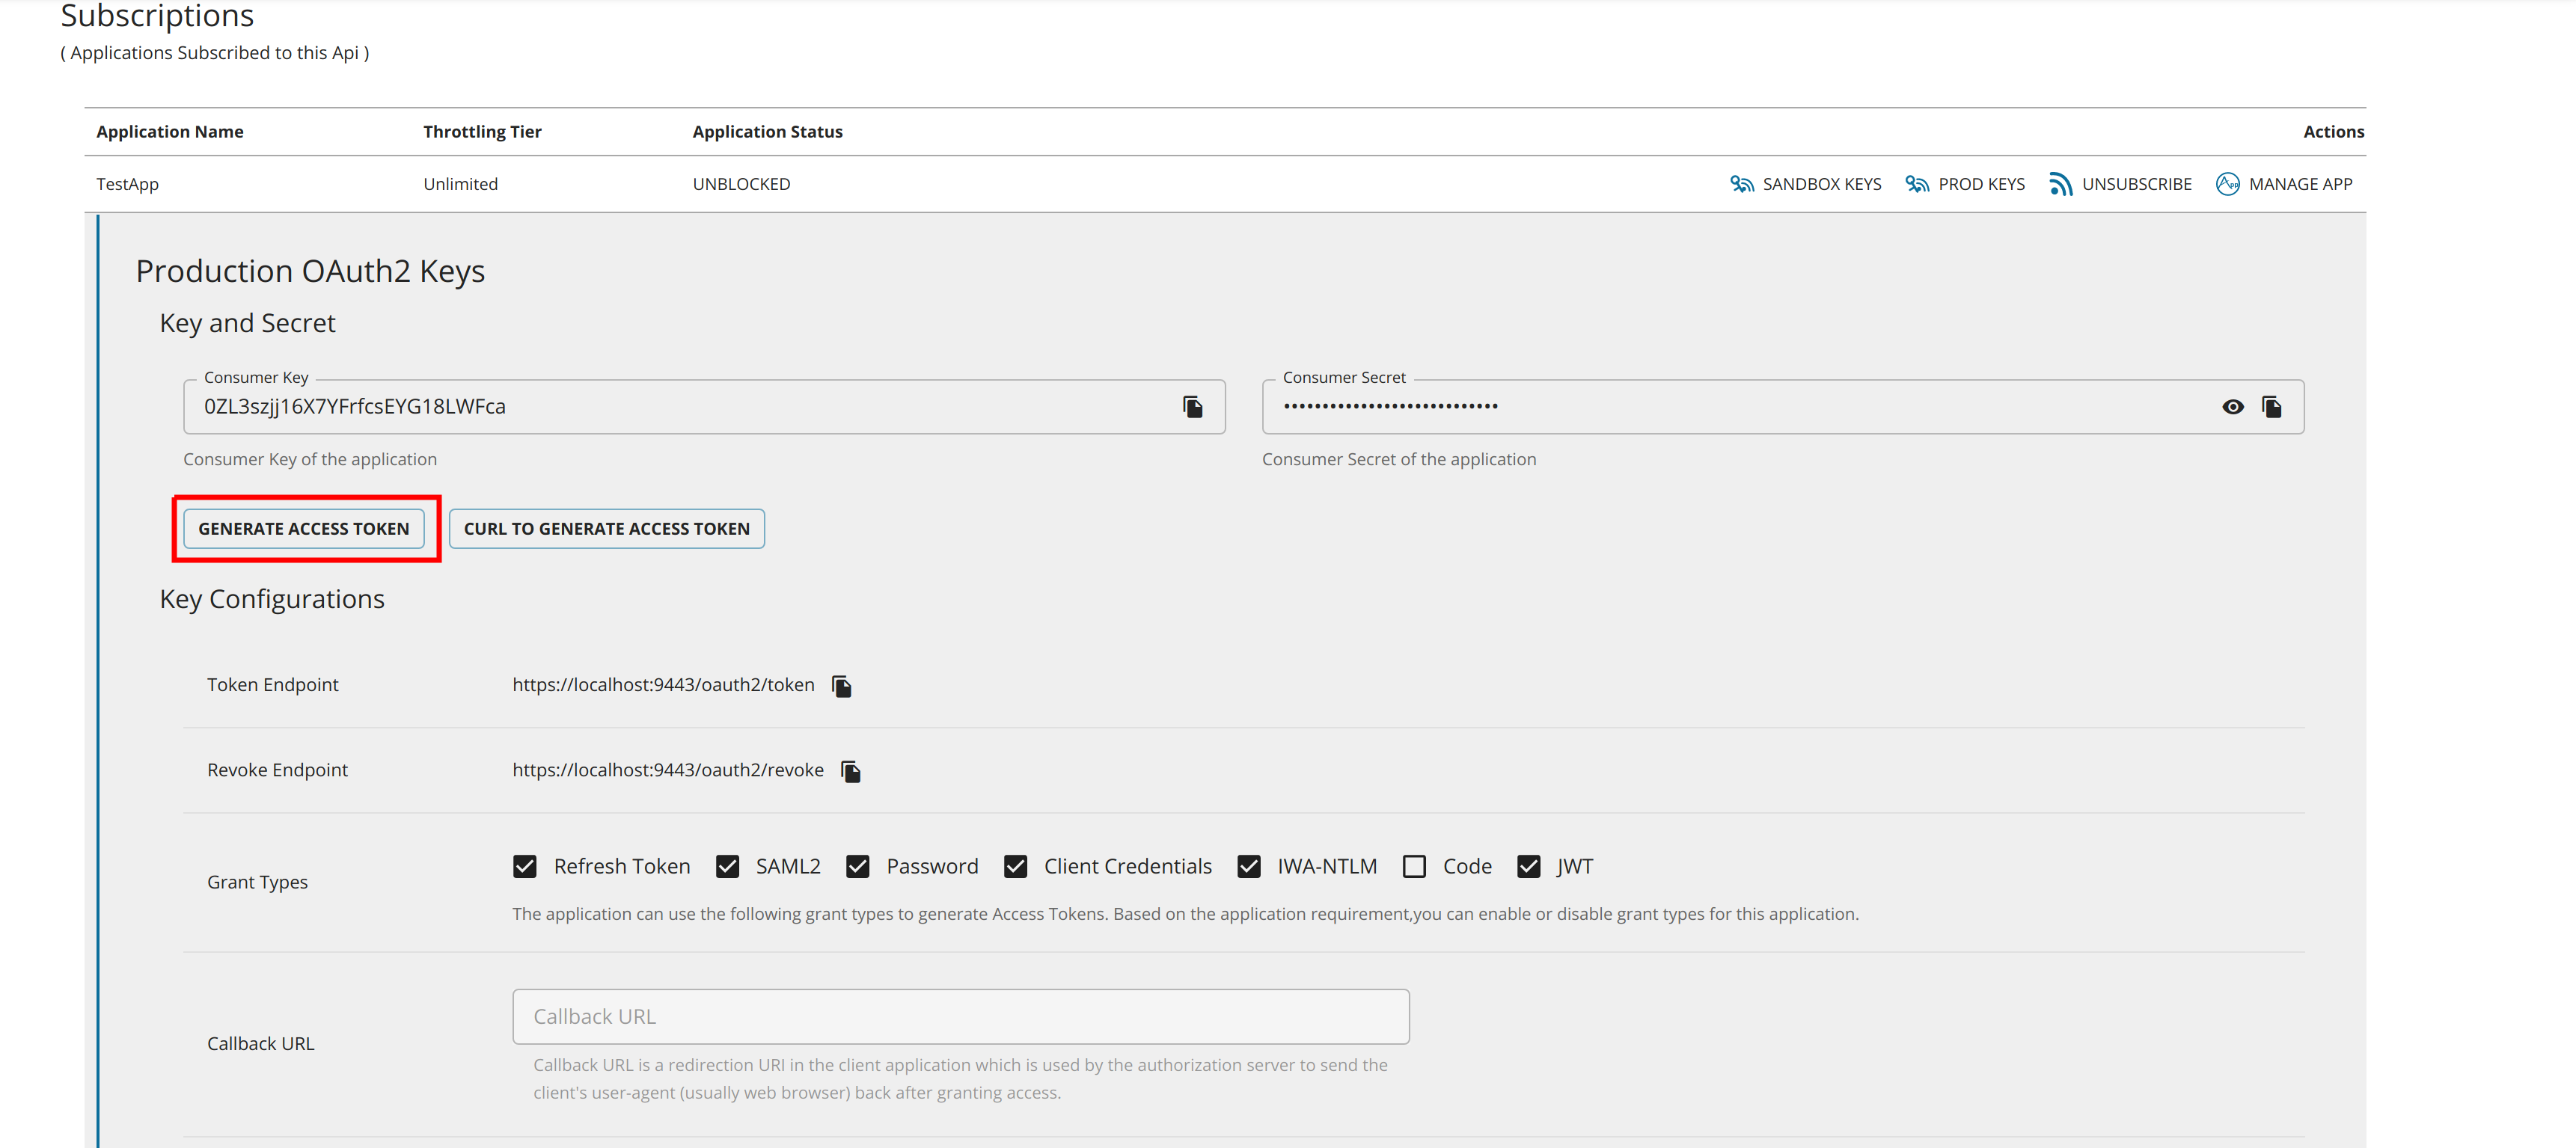 Subscriptions
( Applications Subscribed to this Api )
Application Name Throttling Tier Application Status Actions
TestApp Unlimited UNBLOCKED SANDBOX KEYS PROD KEYS UNSUBSCRIBE App MANAGE APP
Production OAuth2 Keys
Key and Secret
Consumer Key Consumer Secret
0ZL3szjj16X7YFrfcsEYG18LWFca ••••••••••••••••••••••••••••
Consumer Key of the application Consumer Secret of the application
GENERATE ACCESS TOKEN CURL TO GENERATE ACCESS TOKEN
Key Configurations
Token Endpoint https://localhost:9443/oauth2/token
Revoke Endpoint https://localhost:9443/oauth2/revoke
Refresh Token SAML2 Password Client Credentials IWA-NTLM Code JWT
Grant Types
The application can use the following grant types to generate Access Tokens. Based on the application requirement,you can enable or disable grant types for this application.
Callback URL
Callback URL
Callback URL is a redirection URI in the client application which is used by the authorization server to send the
client's user-agent (usually web browser) back after granting access.